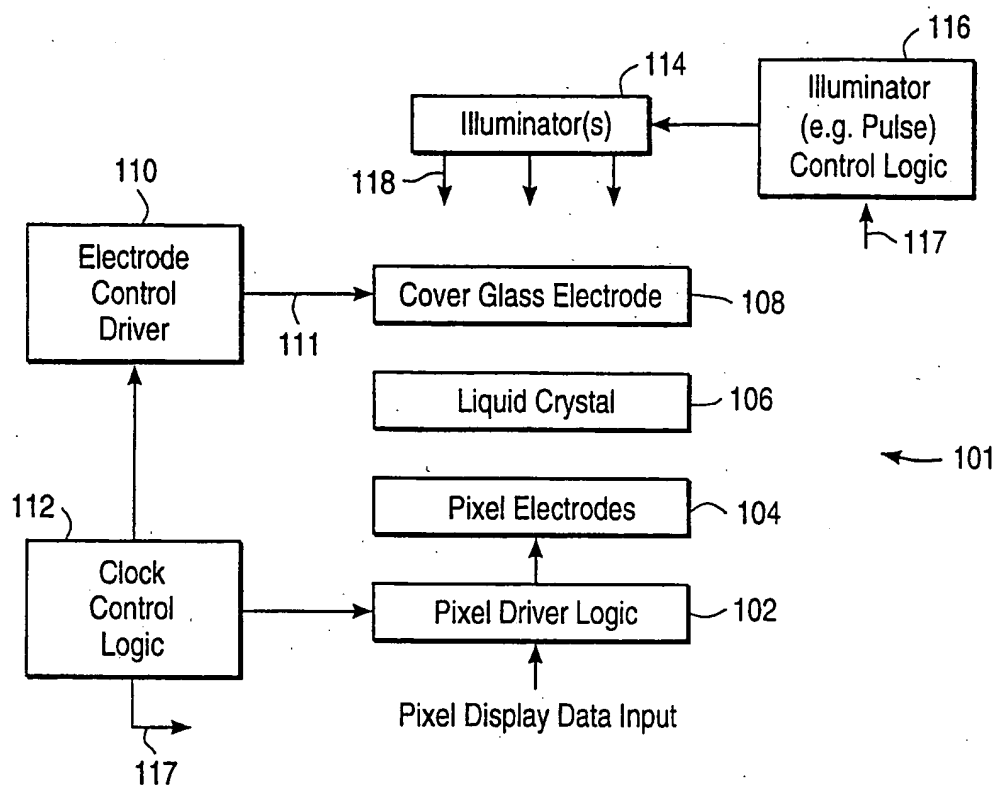 116
114
Illuminator
(e.g. Pulse)
Control Logic
Illuminator(s)
118
117
110
Electrode
Control
Driver
111
Cover Glass Electrode
108
Liquid Crystal
106
101
112
Pixel Electrodes
104
Clock
Control
Logic
Pixel Driver Logic
102
Pixel Display Data Input
117